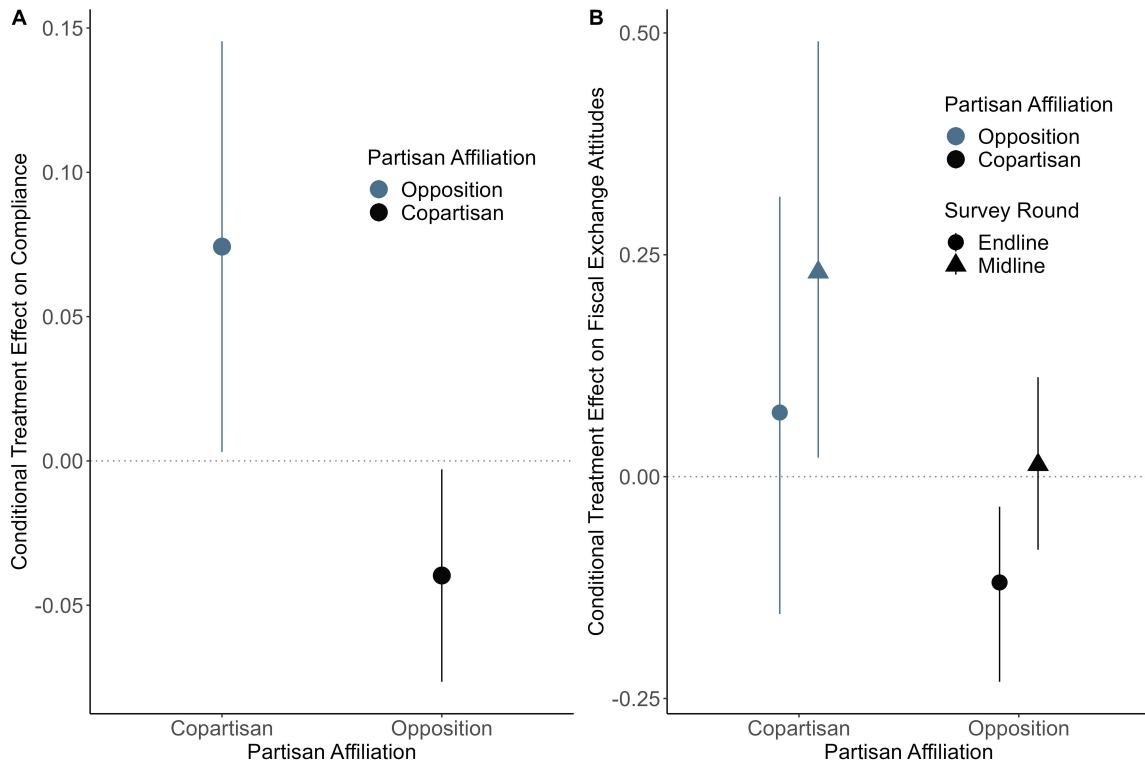 A
Conditional Treatment Effect on Compliance
0.15
0.10
0.05
0.00
-0.05
Partisan Affiliation
Opposition
Copartisan
Copartisan
Opposition
Partisan Affiliation
B
Conditional Treatment Effect on Fiscal Exchange Attitudes
0.50
0.25
0.00
-0.25
Partisan Affiliation
Opposition
Copartisan
Survey Round
Endline
Midline
Copartisan
Opposition
Partisan Affiliation